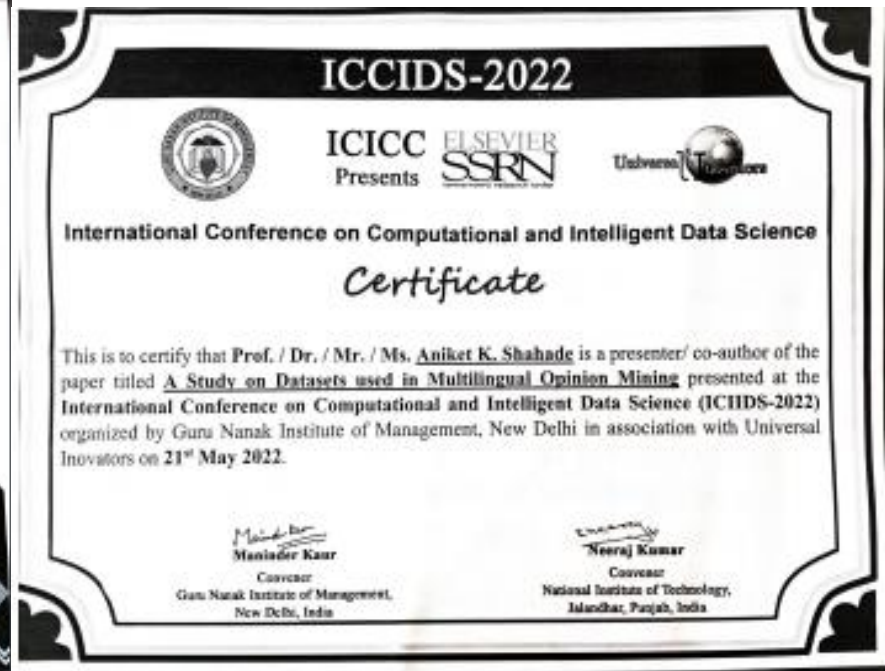 ICCIDS-2022
ICICC
Presents
ELSEVIER
SSRN
Universal
International Conference on Computational and Intelligent Data Science
Certificate
This is to certify that Prof. / Dr. / Mr. / Ms. Aniket K. Shahade is a presenter/ co-author of the
paper titled A Study on Datasets used in Multilingual Opinion Mining presented at the
International Conference on Computational and Intelligent Data Science (ICIIDS-2022)
organized by Guru Nanak Institute of Management, New Delhi in association with Universal
Inovators on 21st May 2022.
Maninder Kaur
Convener
Guru Nanak Institute of Management,
New Delhi, India
Neeraj Kumar
Convener
National Institute of Technology,
Jalandhar, Punjab, India